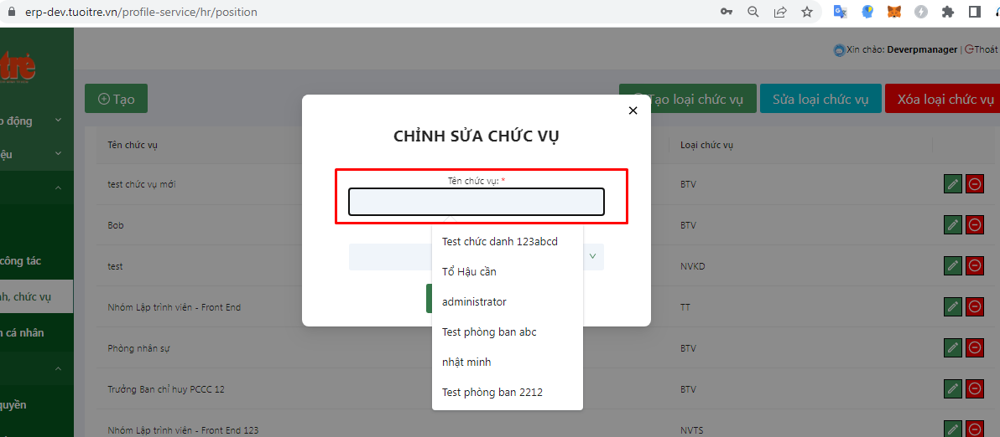 erp-dev.tuoitre.vn/profile-service/hr/position
trẻ
Xin chào: Deverpmanager | Thoát
Tạo
Tạo loại chức vụ
Sửa loại chức vụ
Xóa loại chức vụ
CHỈNH SỬA CHỨC VỤ
Tên chức vụ: *
Test chức danh 123abcd
Tổ Hậu cần
administrator
Test phòng ban abc
nhật minh
Test phòng ban 2212
động
công tác
chức vụ
cá nhân
Tên chức vụ
Loại chức vụ
test chức vụ mới
BTV
Bob
BTV
test
NVKD
Nhóm Lập trình viên - Front End
TT
Phòng nhân sự
BTV
Trưởng Ban chỉ huy PCCC 12
BTV
Nhóm Lập trình viên - Front End 123
NVTS